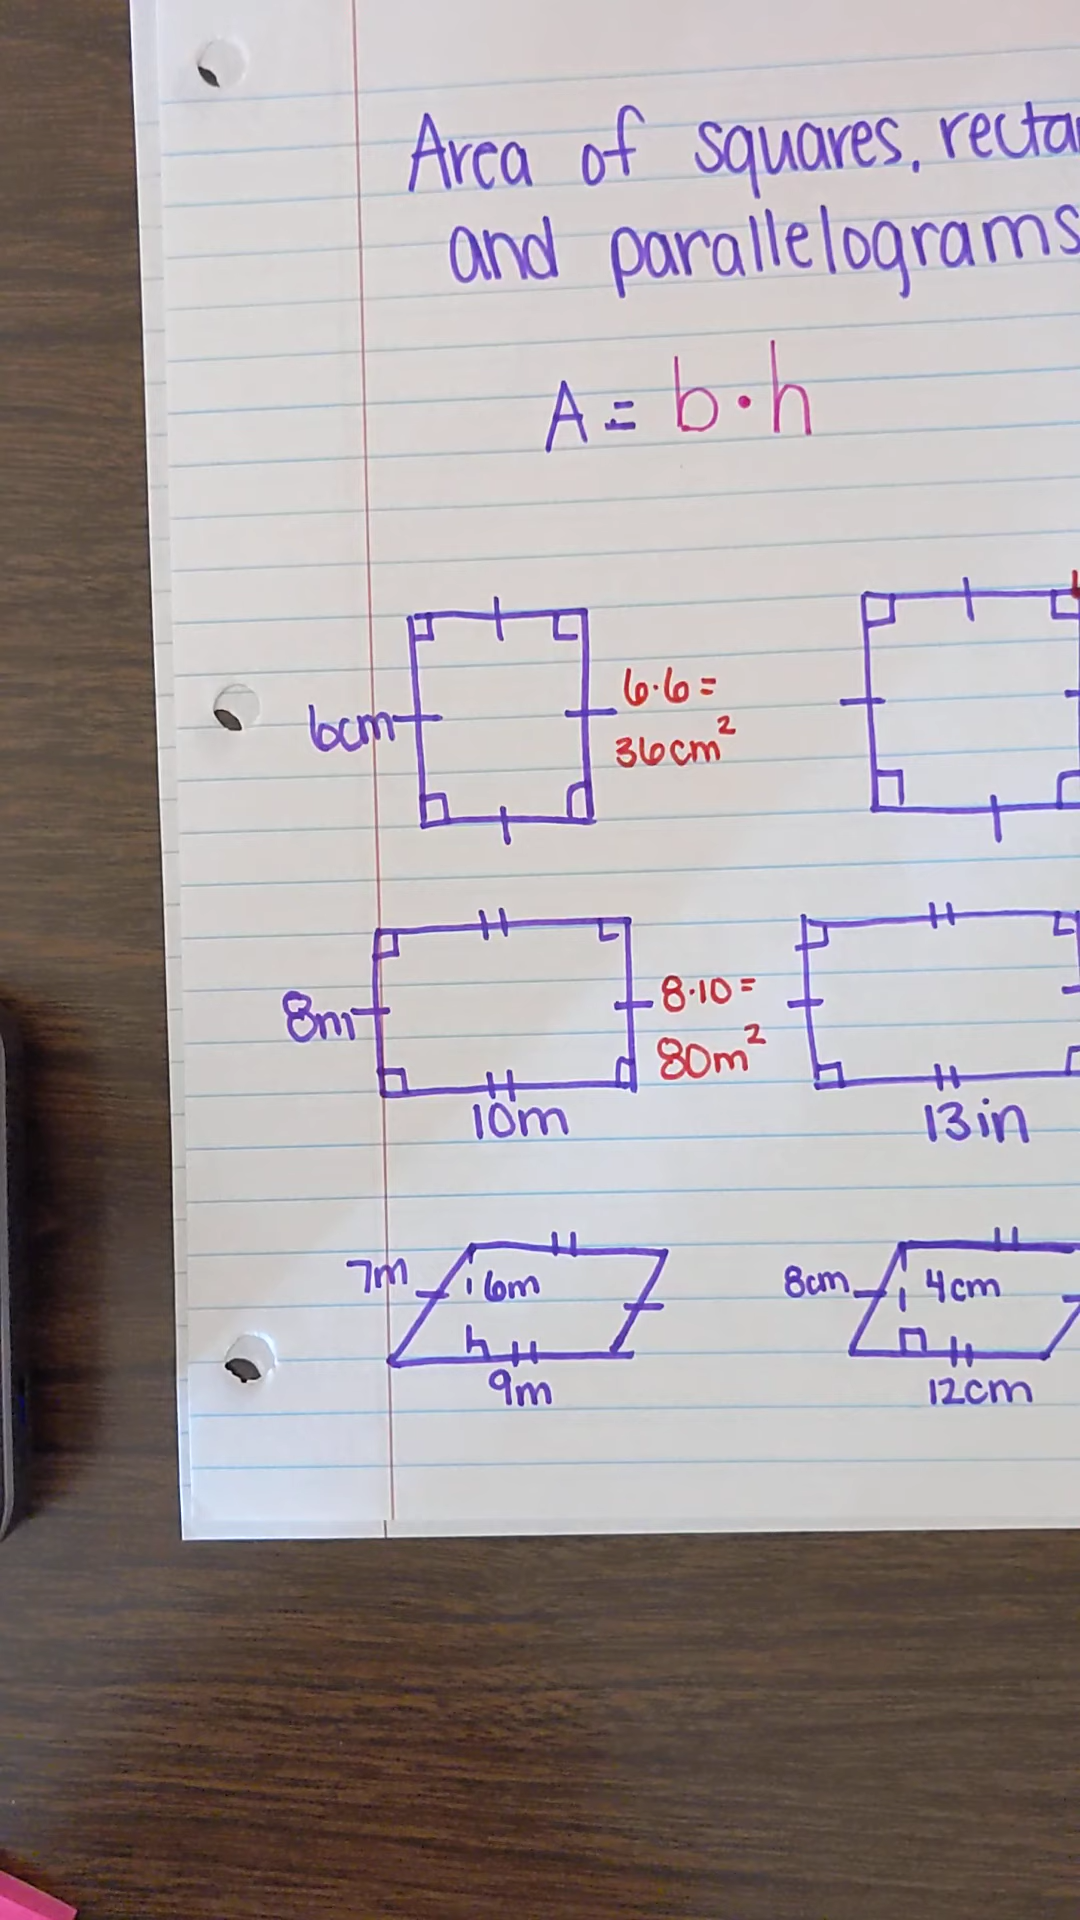 Area of squares,
and parallelograms
A = b·h
6cm
6·6=
36cm²
8m
8·10=
80m²
10m
13in
7m
6m
9m
8cm
4cm
12cm